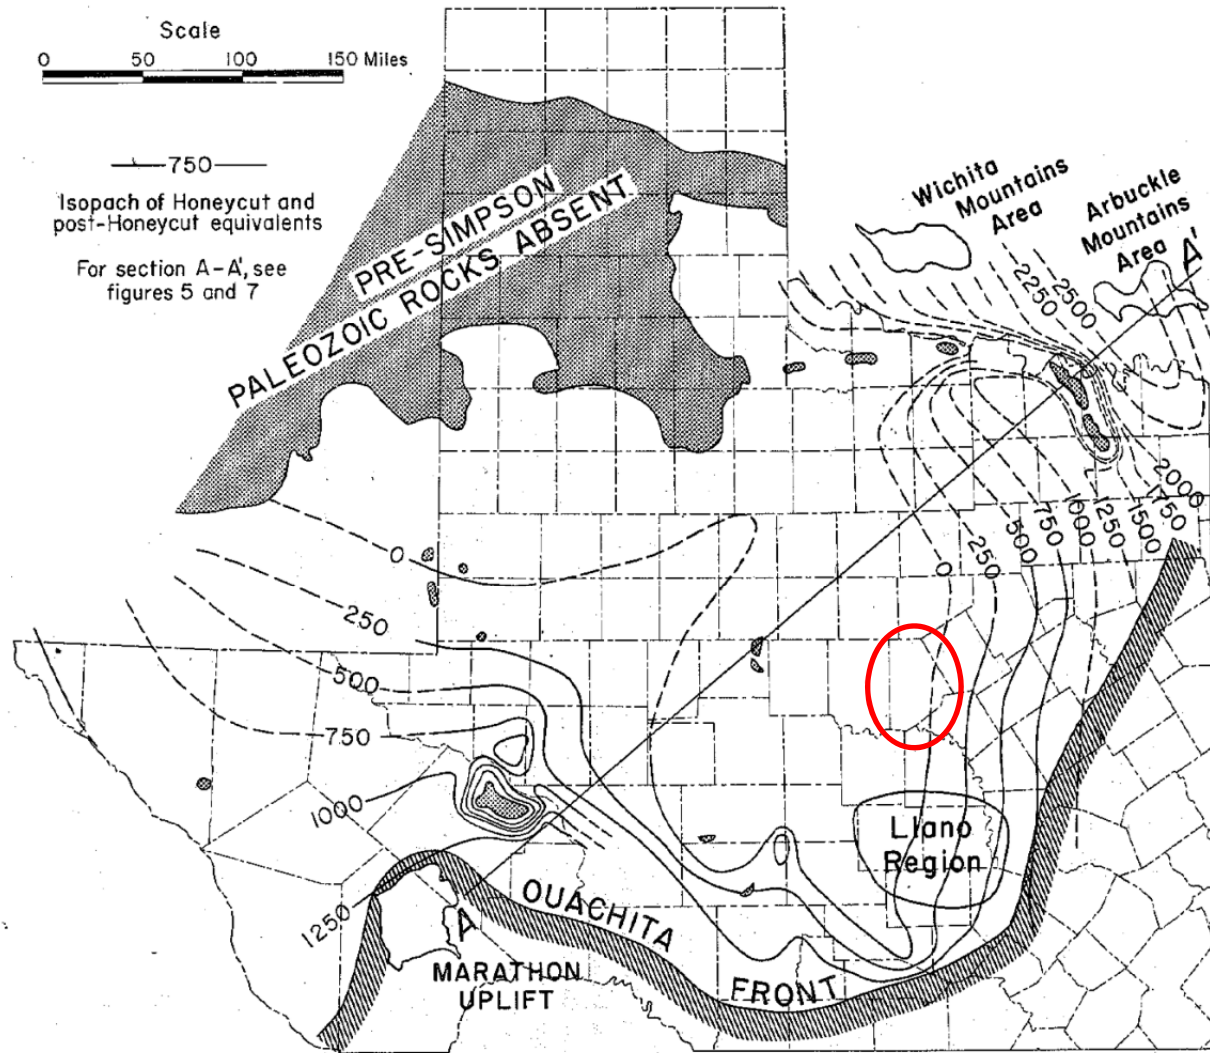 Scale
0 50 100 150 Miles
750
Isopach of Honeycut and
post-Honeycut equivalents
For section A-A', see
figures 5 and 7
PRE-SIMPSON
PALEOZOIC ROCKS ABSENT
Wichita
Mountains
Area
Arbuckle
Mountains
Area
A'
2250
2500
0
250
500
750
1000
1250
1500
1750
2000
0
250
500
750
1000
1250
Llano
Region
A
OUACHITA
FRONT
MARATHON
UPLIFT